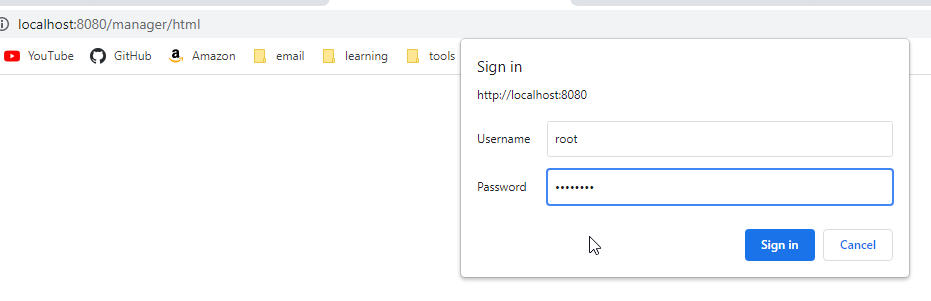 localhost:8080/manager/html
YouTube GitHub Amazon email learning tools
Sign in
http://localhost:8080
Username root
Password ••••••••
Sign in Cancel